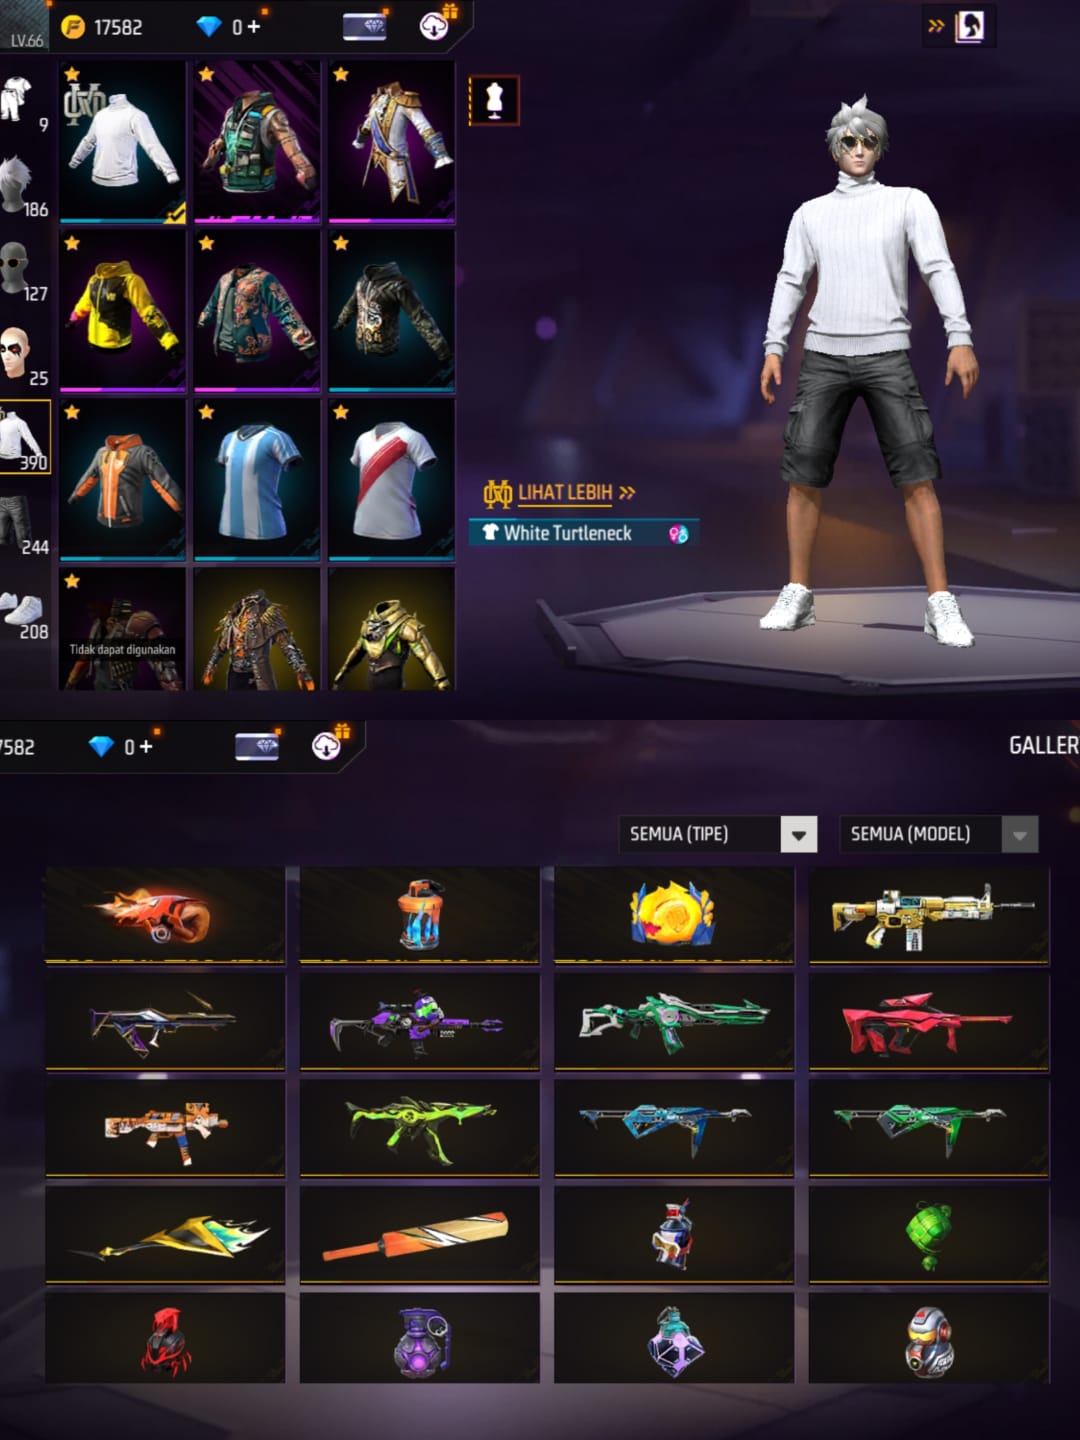 LV.66
17582
0 +
9
186
127
25
390
244
208
Tidak dapat digunakan
LIHAT LEBIH
White Turtleneck
7582
0 +
GALLER
SEMUA (TIPE)
SEMUA (MODEL)